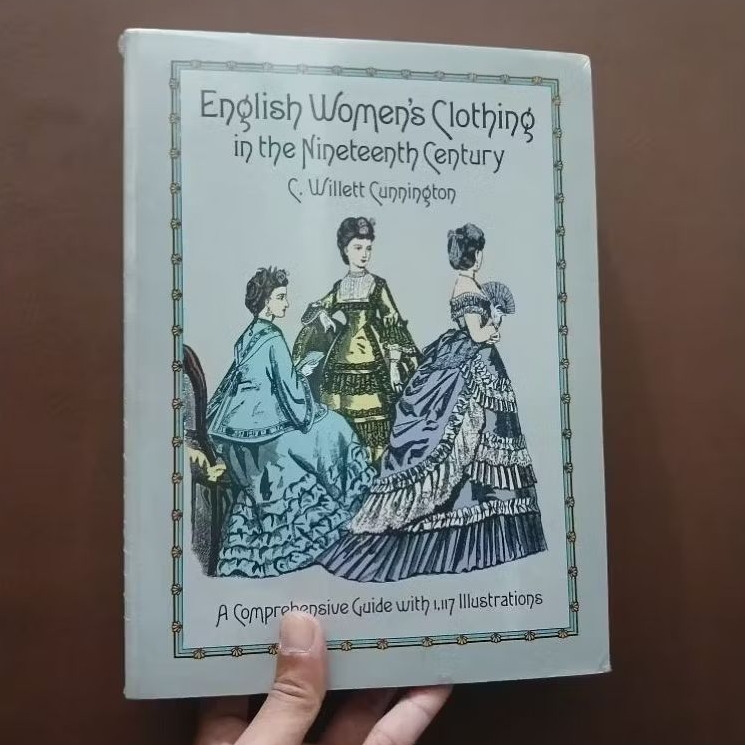 English Women's Clothing
in the Nineteenth Century
C. Willett Cunnington
A Comprehensive Guide with 1,117 Illustrations